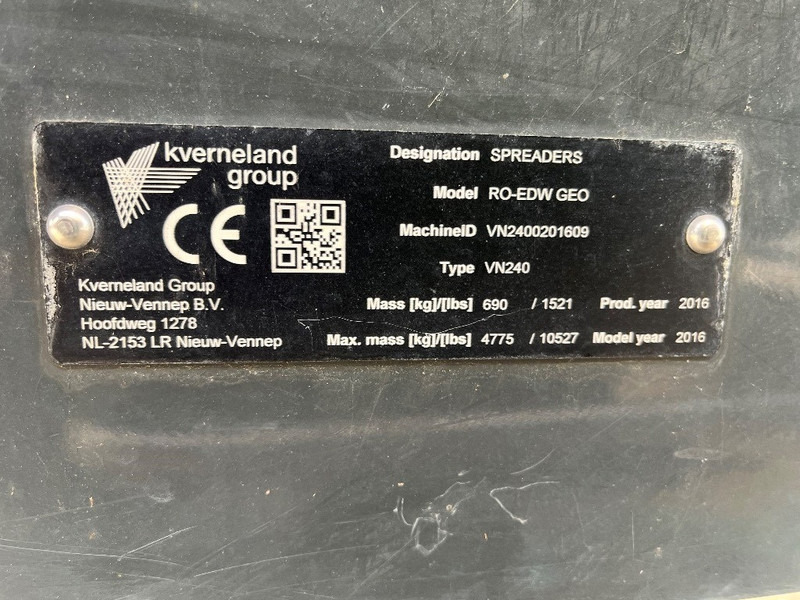 kverneland
group
CE
Kverneland Group
Nieuw-Vennep B.V.
Hoofdweg 1278
NL-2153 LR Nieuw-Vennep
Designation SPREADERS
Model RO-EDW GEO
MachineID VN2400201609
Type VN240
Mass [kg]/[lbs] 690 / 1521 Prod. year 2016
Max. mass [kg]/[lbs] 4775 / 10527 Model year 2016